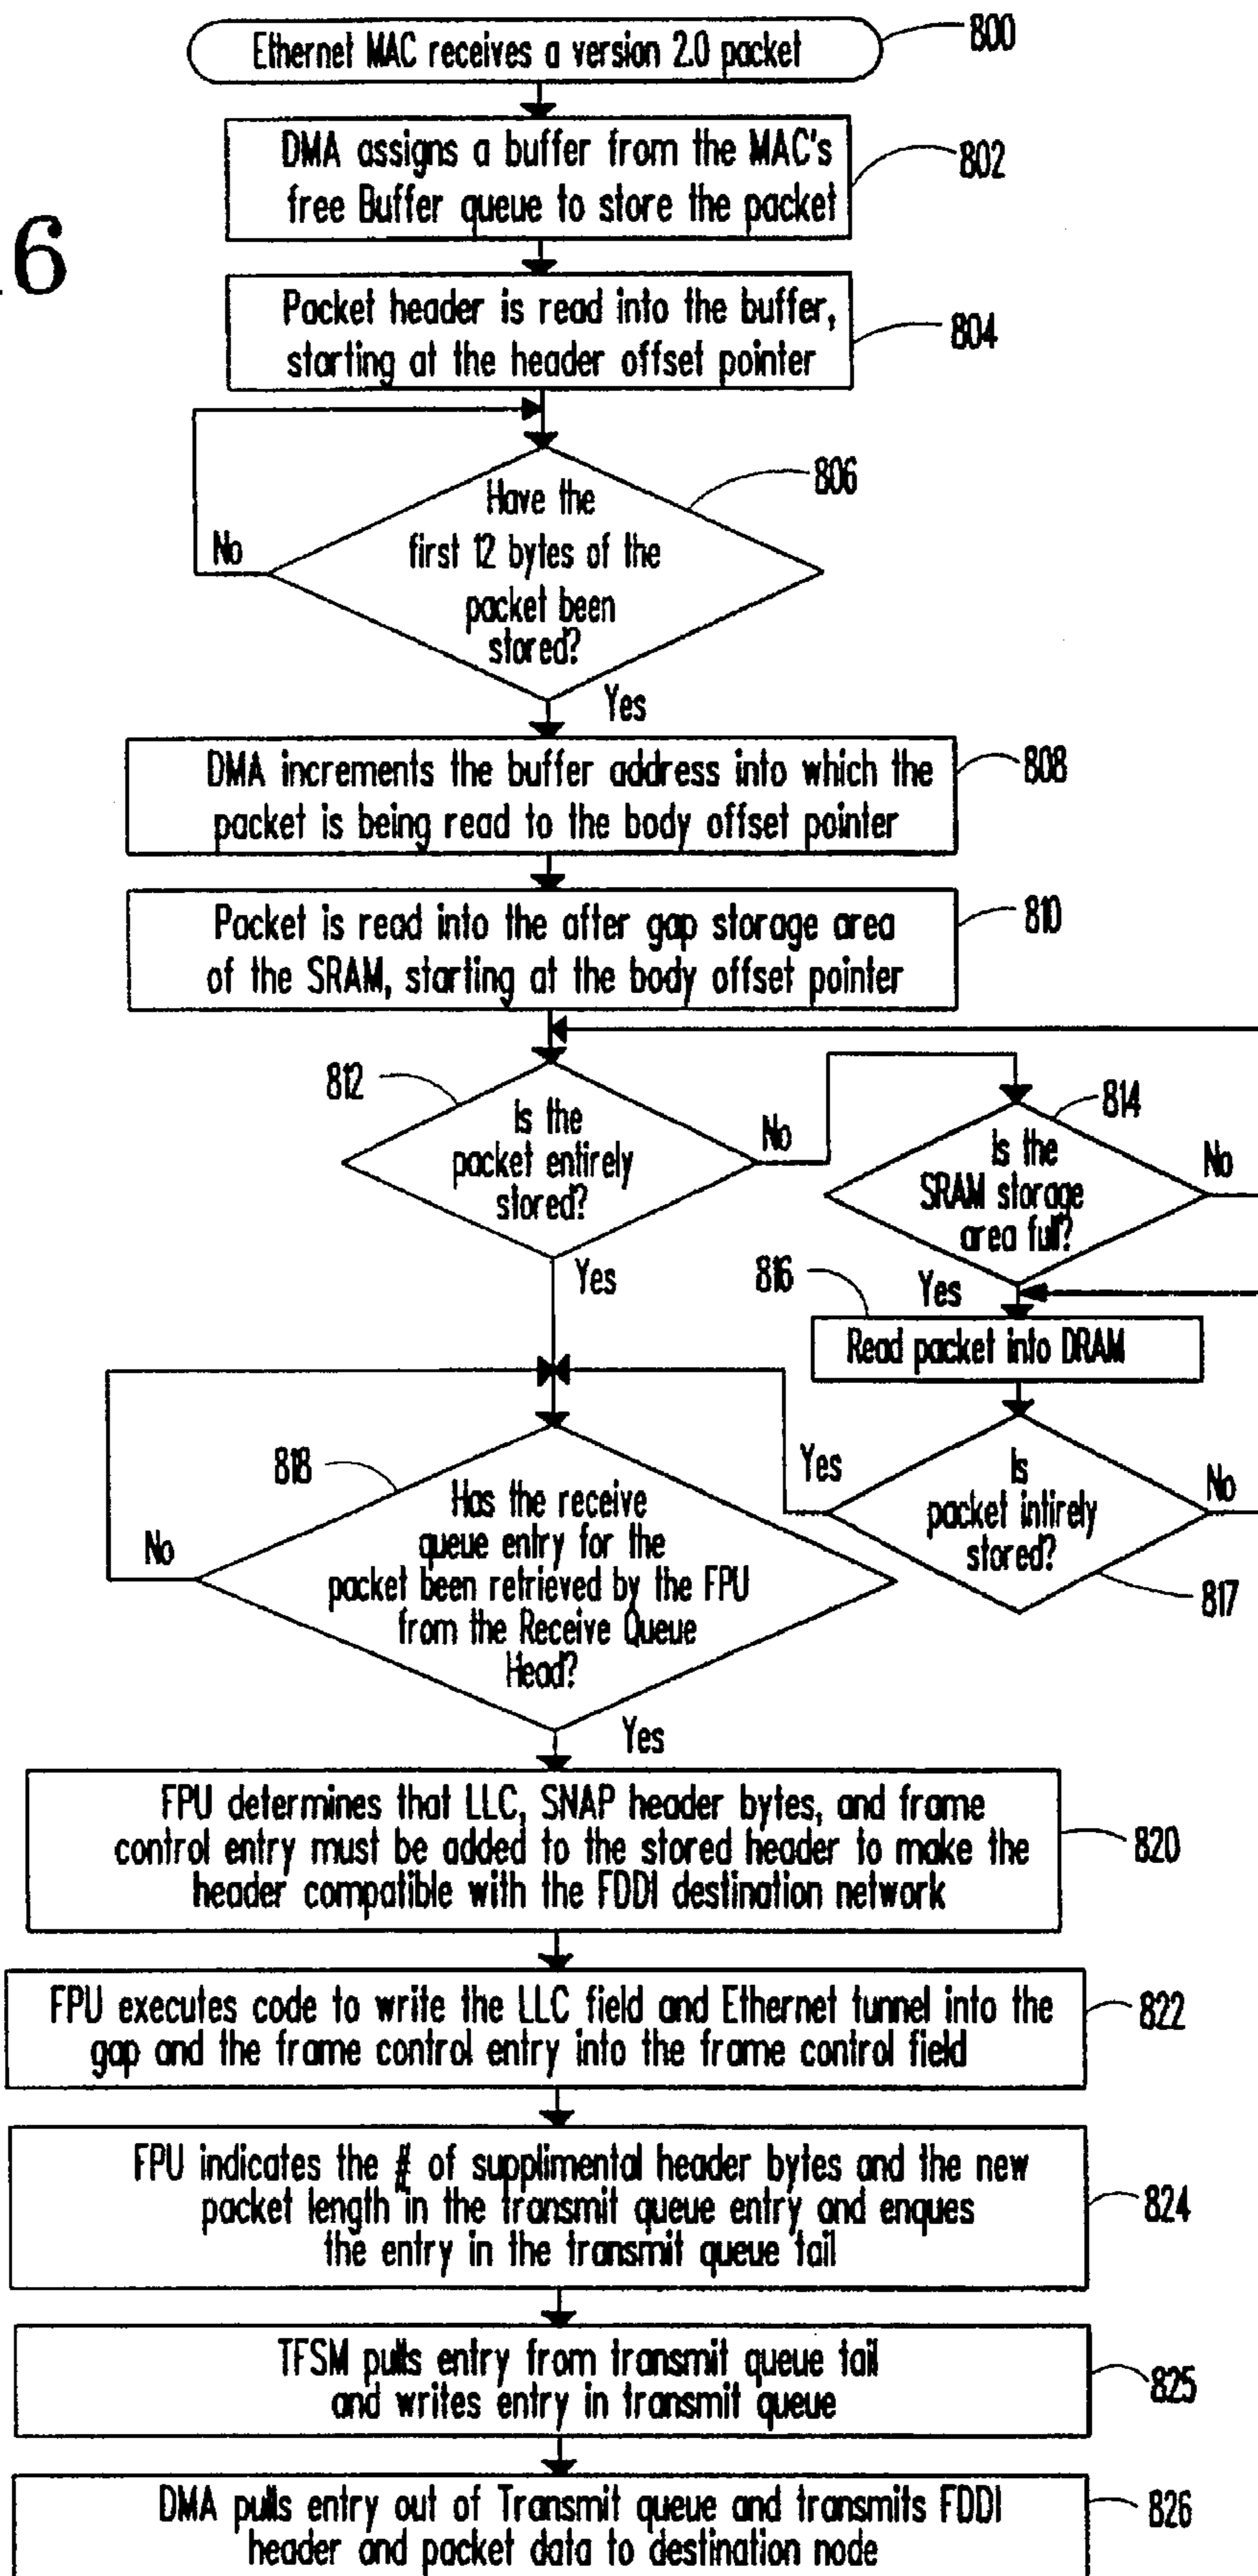 Ethernet MAC receives a version 2.0 packet
800
DMA assigns a buffer from the MAC's
free Buffer queue to store the packet
802
6
Packet header is read into the buffer,
starting at the header offset pointer
804
Have the
first 12 bytes of the
packet been
stored?
806
No
Yes
DMA increments the buffer address into which the
packet is being read to the body offset pointer
808
Packet is read into the after gap storage area
of the SRAM, starting at the body offset pointer
810
812
Is the
packet entirely
stored?
No
Yes
814
Is the
SRAM storage
area full?
No
Yes
816
Read packet into DRAM
Is
packet intirely
stored?
Yes
No
817
818
Has the receive
queue entry for the
packet been retrieved by the FPU
from the Receive Queue
Head?
No
Yes
FPU determines that LLC, SNAP header bytes, and frame
control entry must be added to the stored header to make the
header compatible with the FDDI destination network
820
FPU executes code to write the LLC field and Ethernet tunnel into the
gap and the frame control entry into the frame control field
822
FPU indicates the # of supplimental header bytes and the new
packet length in the transmit queue entry and enques
the entry in the transmit queue tail
824
TFSM pulls entry from transmit queue tail
and writes entry in transmit queue
825
DMA pulls entry out of Transmit queue and transmits FDDI
header and packet data to destination node
826